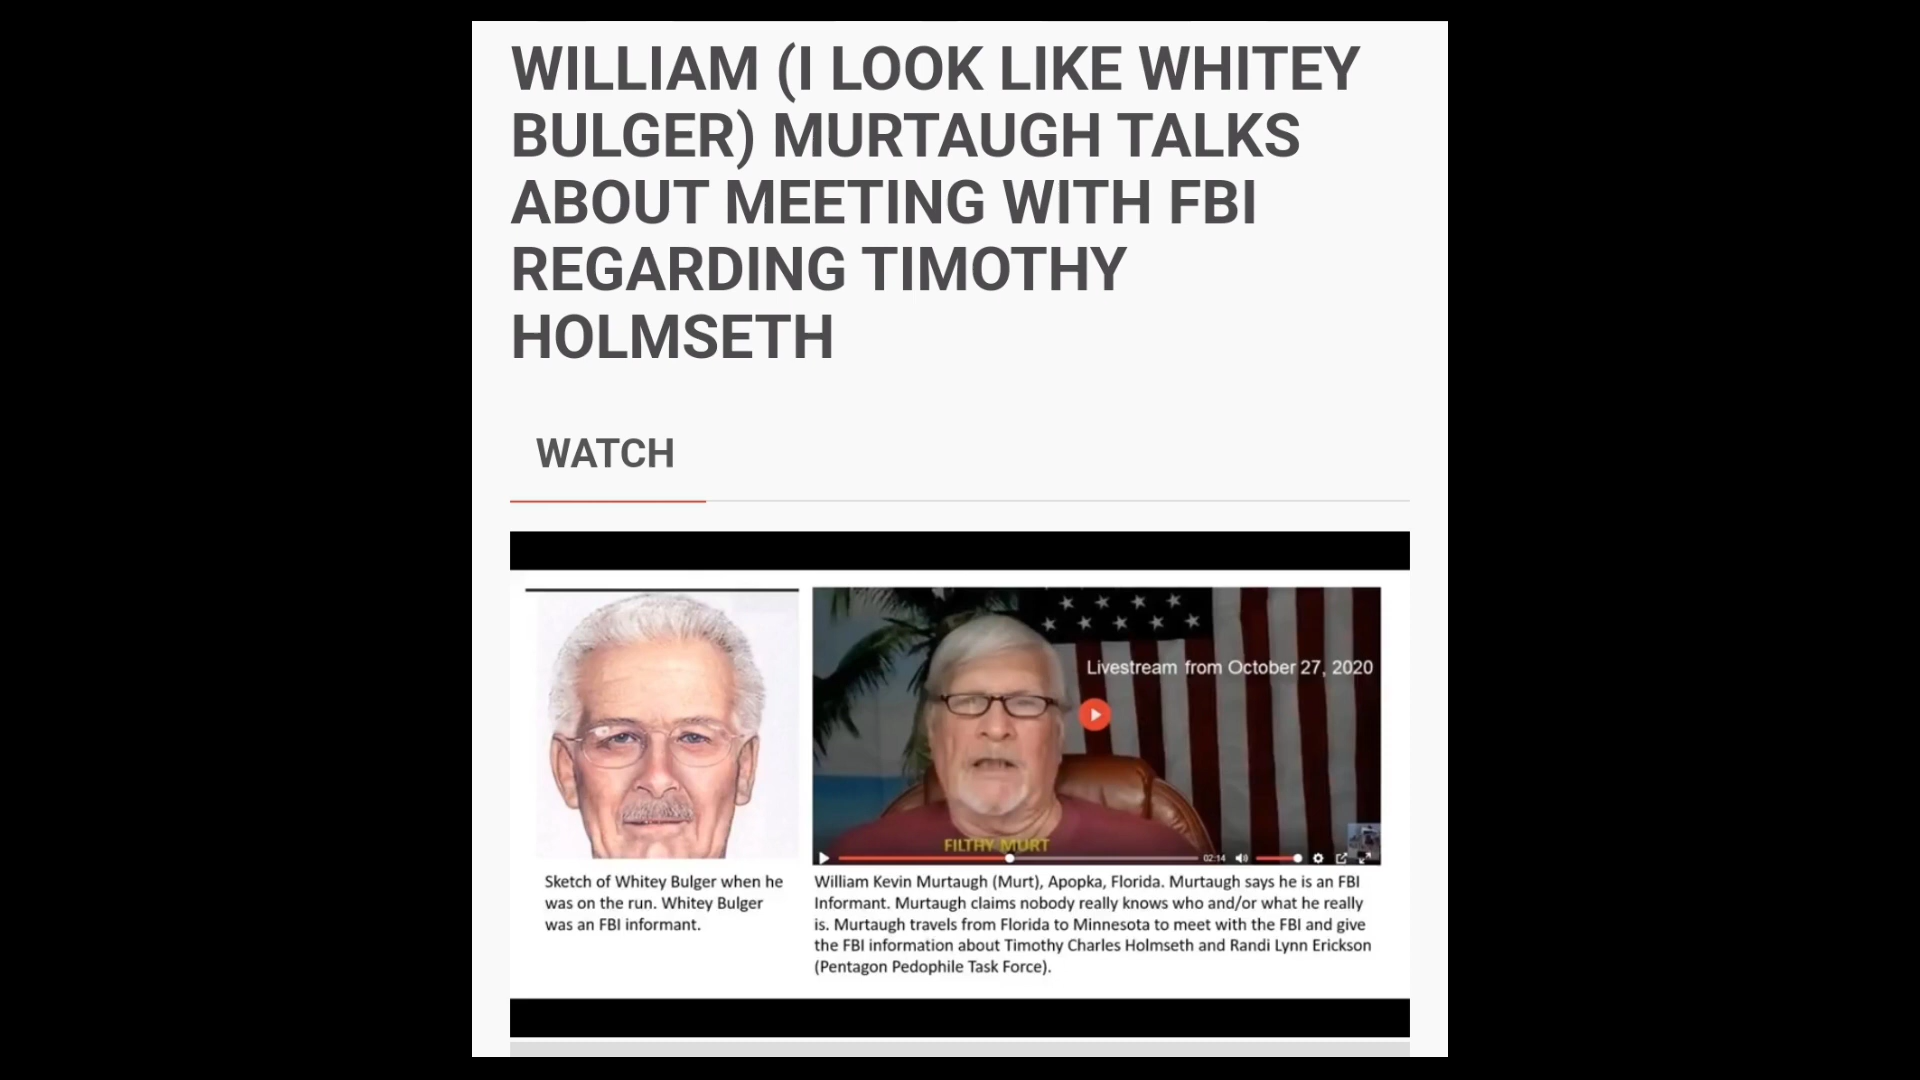 WILLIAM (I LOOK LIKE WHITEY
BULGER) MURTAUGH TALKS
ABOUT MEETING WITH FBI
REGARDING TIMOTHY
HOLMSETH
WATCH
Livestream from October 27, 2020
FILTHY MURT
02:14
Sketch of Whitey Bulger when he
was on the run. Whitey Bulger
was an FBI informant.
William Kevin Murtaugh (Murt), Apopka, Florida. Murtaugh says he is an FBI
Informant. Murtaugh claims nobody really knows who and/or what he really
is. Murtaugh travels from Florida to Minnesota to meet with the FBI and give
the FBI information about Timothy Charles Holmseth and Randi Lynn Erickson
(Pentagon Pedophile Task Force).